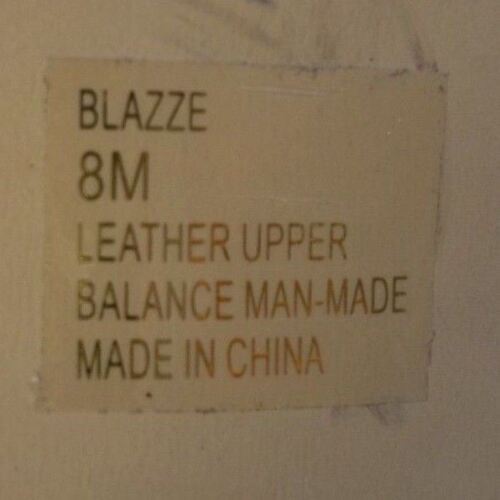 BLAZZE
8M
LEATHER UPPER
BALANCE MAN-MADE
MADE IN CHINA